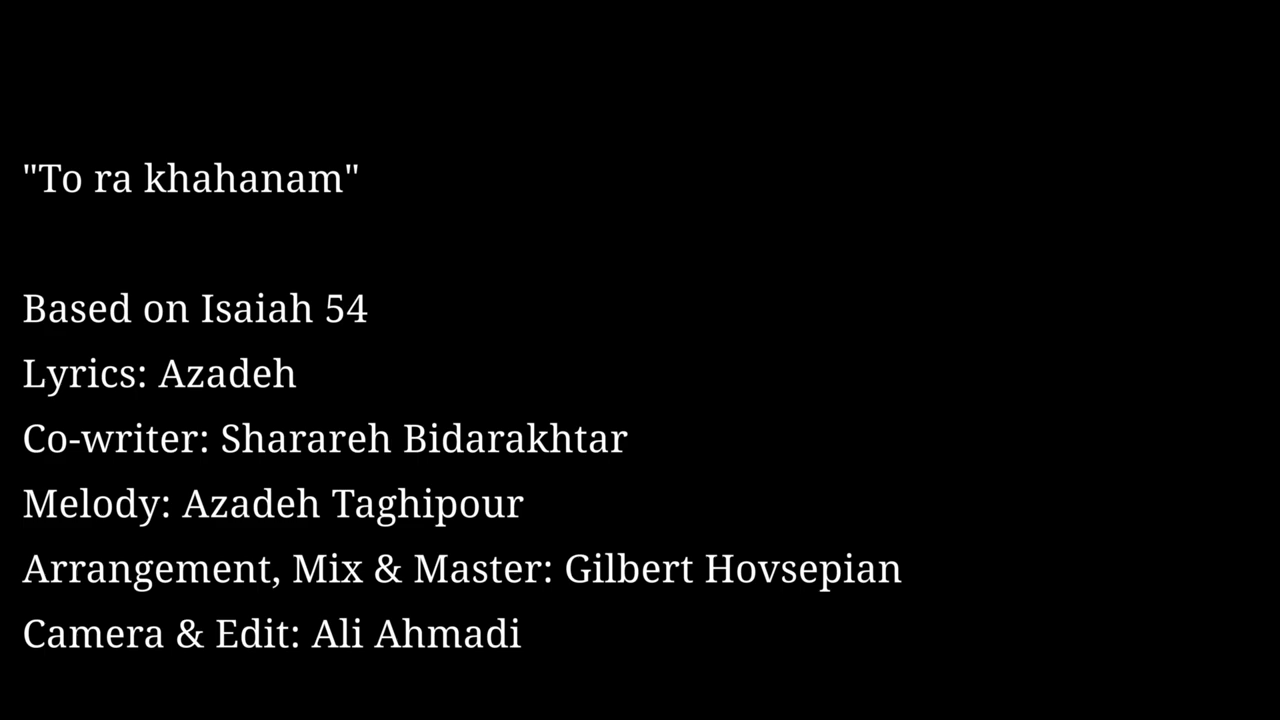 "To ra khahanam"
Based on Isaiah 54
Lyrics: Azadeh
Co-writer: Sharareh Bidarakhtar
Melody: Azadeh Taghipour
Arrangement, Mix & Master: Gilbert Hovsepian
Camera & Edit: Ali Ahmadi